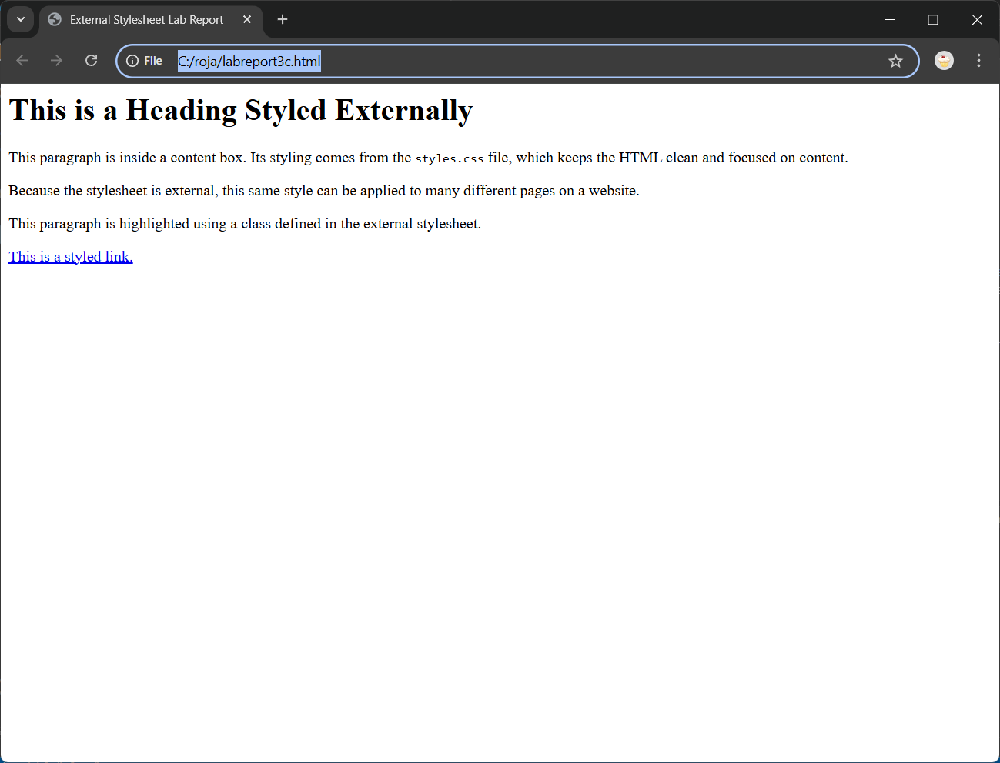 External Stylesheet Lab Report
File C:/roja/labreport3c.html
This is a Heading Styled Externally
This paragraph is inside a content box. Its styling comes from the styles.css file, which keeps the HTML clean and focused on content.
Because the stylesheet is external, this same style can be applied to many different pages on a website.
This paragraph is highlighted using a class defined in the external stylesheet.
This is a styled link.